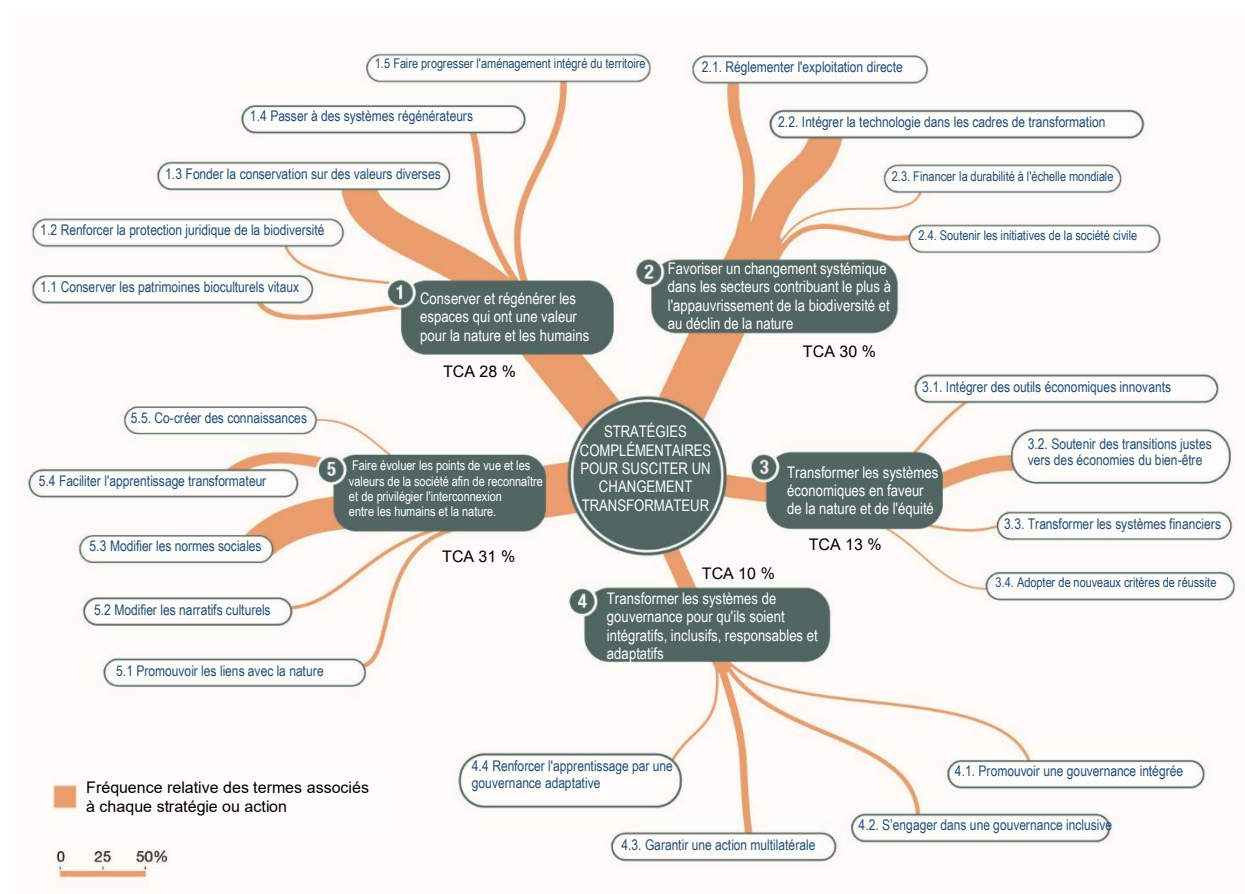 1.5 Faire progresser l'aménagement intégré du territoire
1.4 Passer à des systèmes régénérateurs
1.3 Fonder la conservation sur des valeurs diverses
1.2 Renforcer la protection juridique de la biodiversité
1.1 Conserver les patrimoines bioculturels vitaux
1
Conserver et régénérer les
espaces qui ont une valeur
pour la nature et les humains
TCA 28 %
2.1. Réglementer l'exploitation directe
2.2. Intégrer la technologie dans les cadres de transformation
2.3. Financer la durabilité à l'échelle mondiale
2.4. Soutenir les initiatives de la société civile
2
Favoriser un changement systémique
dans les secteurs contribuant le plus à
l'appauvrissement de la biodiversité et
au déclin de la nature
TCA 30 %
STRATÉGIES
COMPLÉMENTAIRES
POUR SUSCITER UN
CHANGEMENT
TRANSFORMATEUR
3.1. Intégrer des outils économiques innovants
3.2. Soutenir des transitions justes
vers des économies du bien-être
3
Transformer les systèmes
économiques en faveur
de la nature et de l'équité
TCA 13 %
3.3. Transformer les systèmes financiers
3.4. Adopter de nouveaux critères de réussite
5.5. Co-créer des connaissances
5.4 Faciliter l'apprentissage transformateur
5
Faire évoluer les points de vue et les
valeurs de la société afin de reconnaître
et de privilégier l'interconnexion
entre les humains et la nature.
TCA 31 %
5.3 Modifier les normes sociales
5.2 Modifier les narratifs culturels
5.1 Promouvoir les liens avec la nature
TCA 10 %
4
Transformer les systèmes de
gouvernance pour qu'ils soient
intégratifs, inclusifs, responsables et
adaptatifs
4.4 Renforcer l'apprentissage par une
gouvernance adaptative
4.3. Garantir une action multilatérale
4.2. S'engager dans une gouvernance inclusive
4.1. Promouvoir une gouvernance intégrée
Fréquence relative des termes associés
à chaque stratégie ou action
0 25 50%